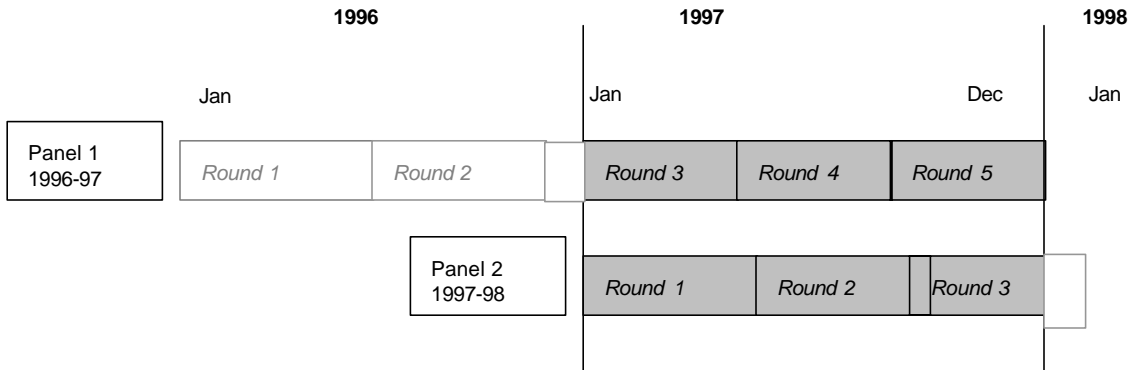 1996 1997 1998
Jan Jan Dec Jan
Panel 1
1996-97
Round 1 Round 2 Round 3 Round 4 Round 5
Panel 2
1997-98
Round 1 Round 2 Round 3